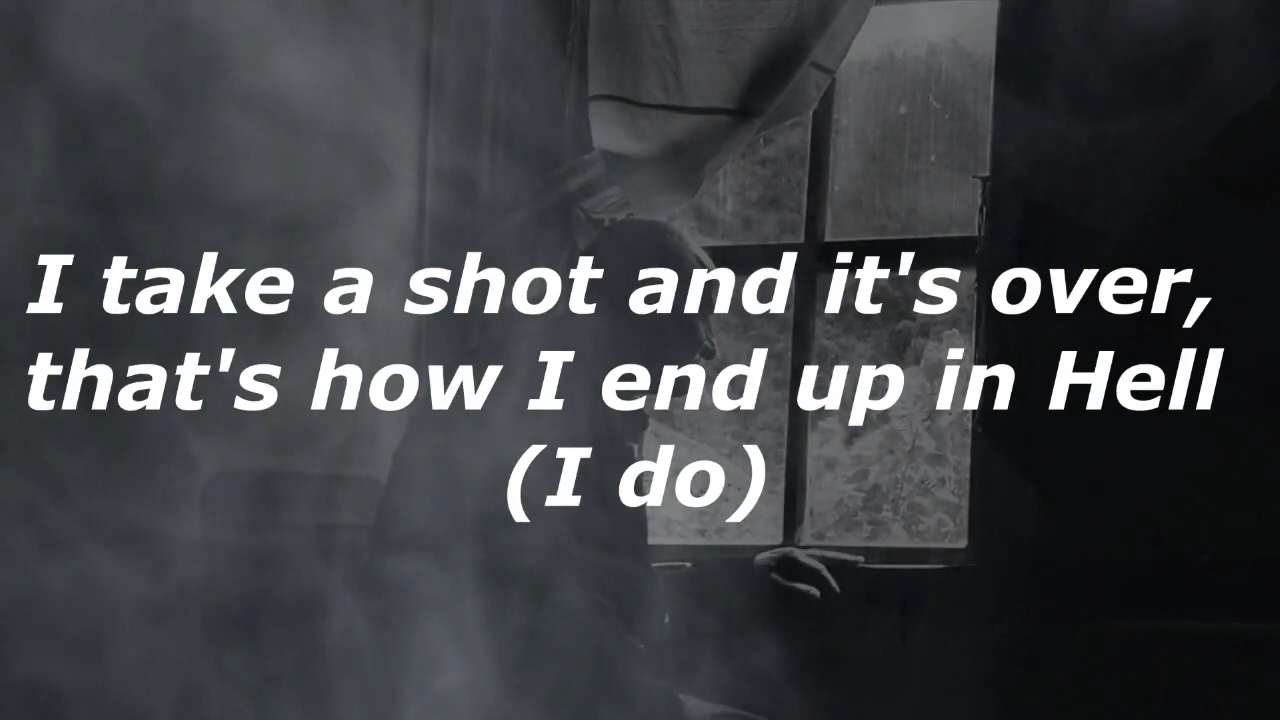 I take a shot and it's over,
that's how I end up in Hell
(I do)